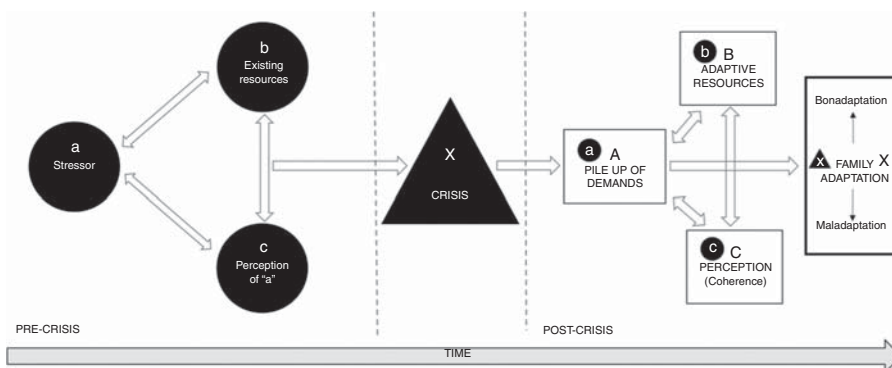 a
Stressor
b
Existing
resources
c
Perception
of "a"
X
CRISIS
a A
PILE UP OF
DEMANDS
b B
ADAPTIVE
RESOURCES
c C
PERCEPTION
(Coherence)
Bonadaptation
x FAMILY X
ADAPTATION
Maladaptation
PRE-CRISIS
POST-CRISIS
TIME